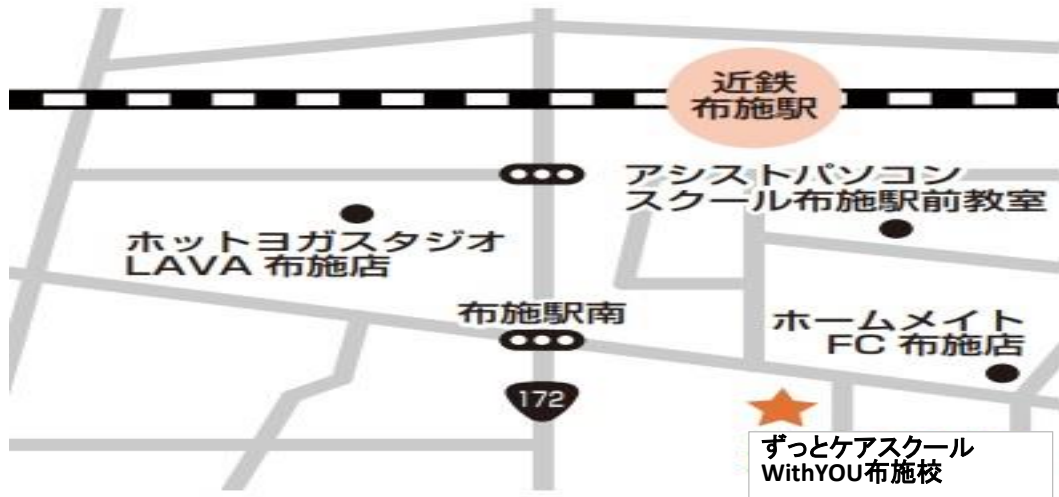 近鉄
布施駅
アシストパソコン
スクール布施駅前教室
ホットヨガスタジオ
LAVA 布施店
布施駅南
ホームメイト
FC 布施店
172
ずっとケアスクール
WithYOU布施校